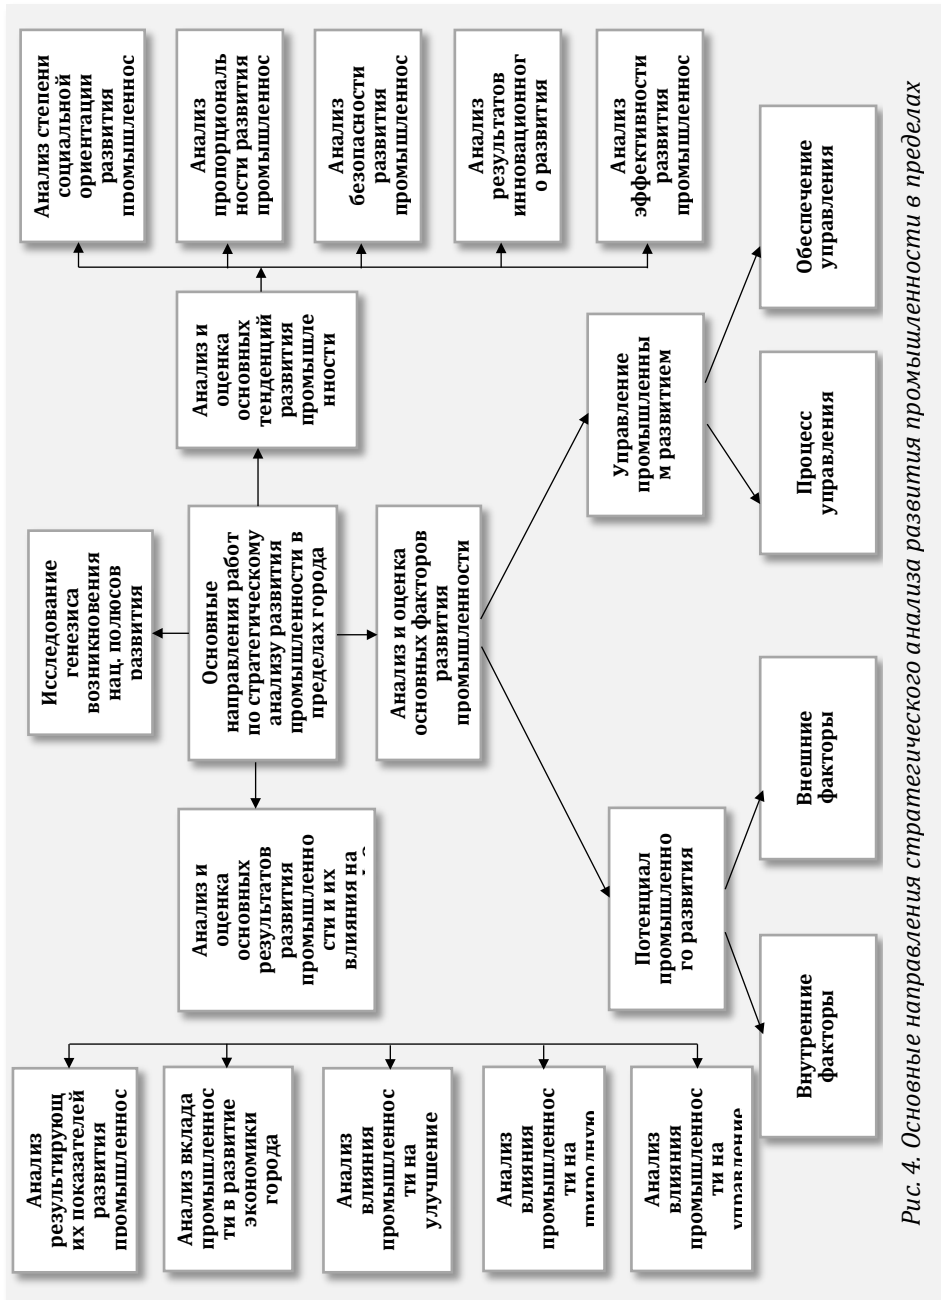 Анализ
результирующ
их показателей
развития
промышленнос
Анализ вклада
промышленнос
ти в развитие
экономики
города
Анализ
влияния
промышленнос
ти на
улучшение
Анализ
влияния
промышленнос
ти на
природную
Анализ
влияния
промышленнос
ти на
управление
Анализ и
оценка
основных
результатов
развития
промышленно
сти и их
влияния на
Исследование
генезиса
возникновения
нац. полюсов
развития
Основные
направления работ
по стратегическому
анализу развития
промышленности в
пределах города
Анализ и оценка
основных факторов
развития
промышленности
Анализ и
оценка
основных
тенденций
развития
промышле
нности
Анализ степени
социальной
ориентации
развития
промышленнос
Анализ
пропорциональ
ности развития
промышленнос
Анализ
безопасности
развития
промышленнос
Анализ
результатов
инновационног
о развития
Анализ
эффективности
развития
промышленнос
Потенциал
промышленно
го развития
Управление
промышленны
м развитием
Внутренние
факторы
Внешние
факторы
Процесс
управления
Обеспечение
управления
Рис. 4. Основные направления стратегического анализа развития промышленности в пределах